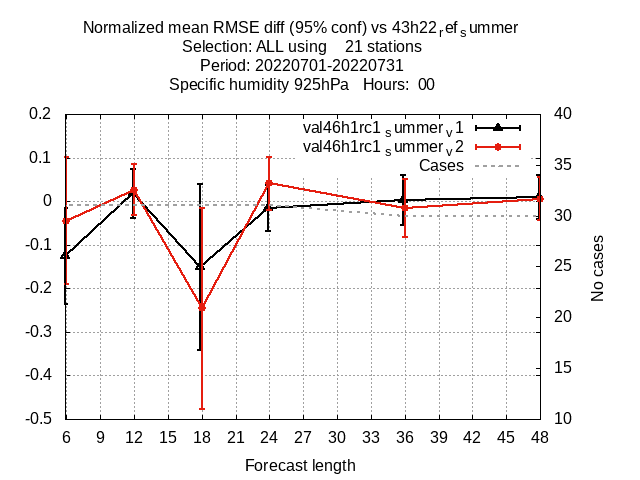 Normalized mean RMSE diff (95% conf) vs 43h22refsummer
Selection: ALL using 21 stations
Period: 20220701-20220731
Specific humidity 925hPa Hours: 00
val46h1rc1summerv1
val46h1rc1summerv2
Cases
0.2
0.1
0
-0.1
-0.2
-0.3
-0.4
-0.5
40
35
30
25
20
15
10
No cases
6 9 12 15 18 21 24 27 30 33 36 39 42 45 48
Forecast length